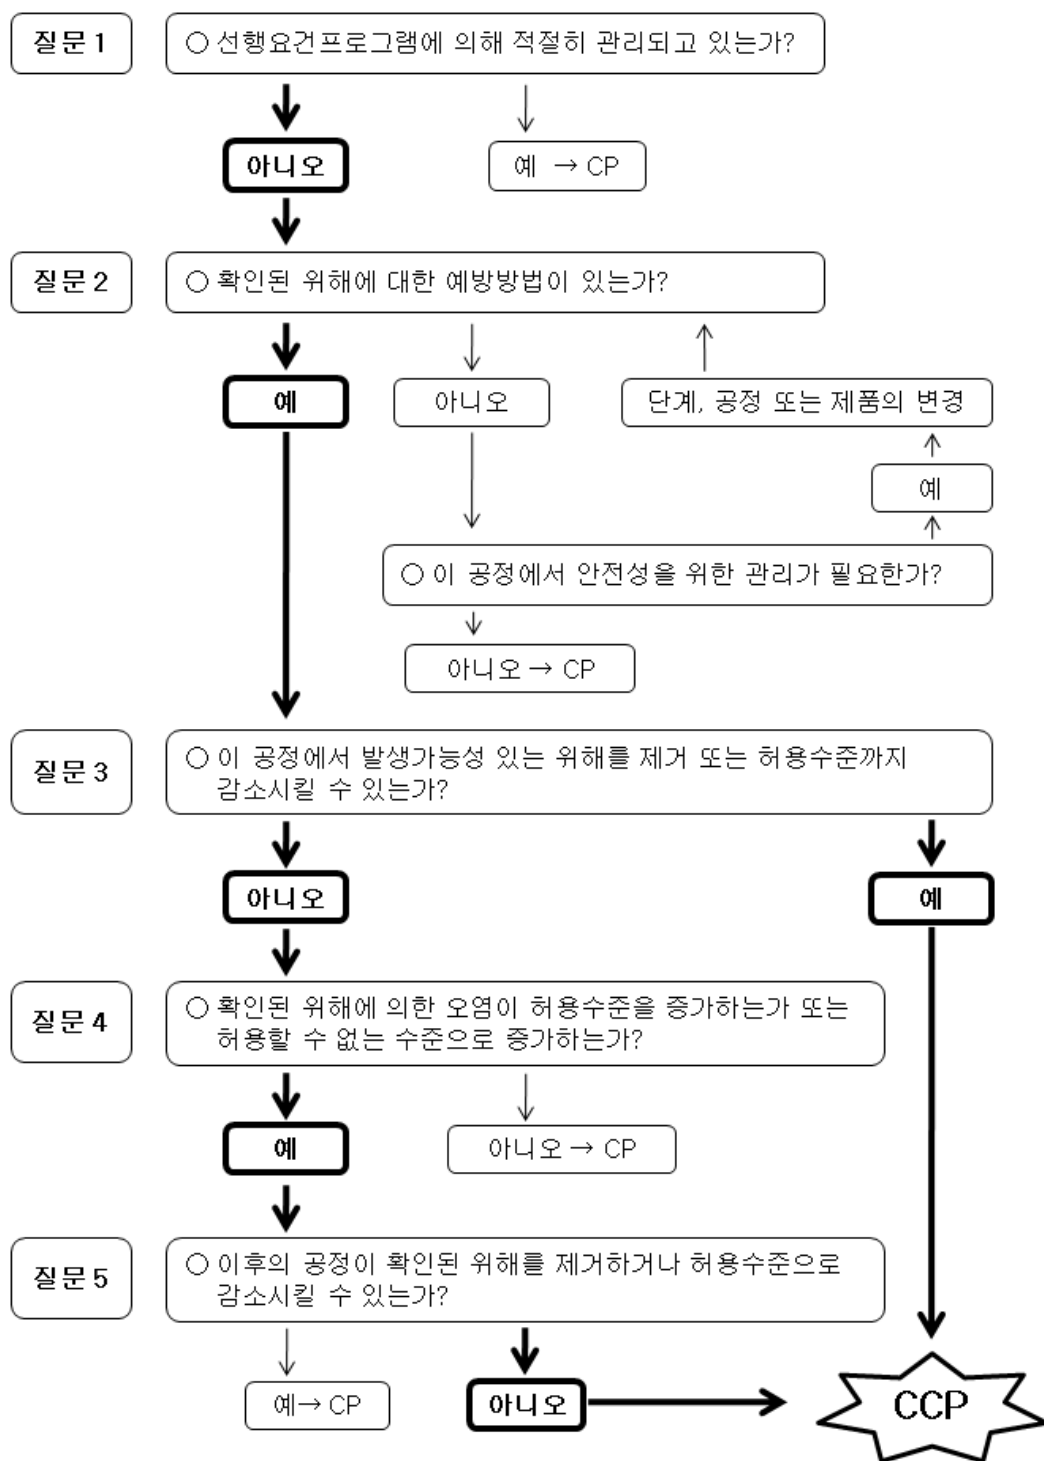 질문 1
○ 선행요건프로그램에 의해 적절히 관리되고 있는가?
아니오
예 → CP
질문 2
○ 확인된 위해에 대한 예방방법이 있는가?
예
아니오
단계, 공정 또는 제품의 변경
예
○ 이 공정에서 안전성을 위한 관리가 필요한가?
아니오 → CP
질문 3
○ 이 공정에서 발생가능성 있는 위해를 제거 또는 허용수준까지
감소시킬 수 있는가?
아니오
예
질문 4
○ 확인된 위해에 의한 오염이 허용수준을 증가하는가 또는
허용할 수 없는 수준으로 증가하는가?
예
아니오 → CP
질문 5
○ 이후의 공정이 확인된 위해를 제거하거나 허용수준으로
감소시킬 수 있는가?
예→ CP
아니오
CCP